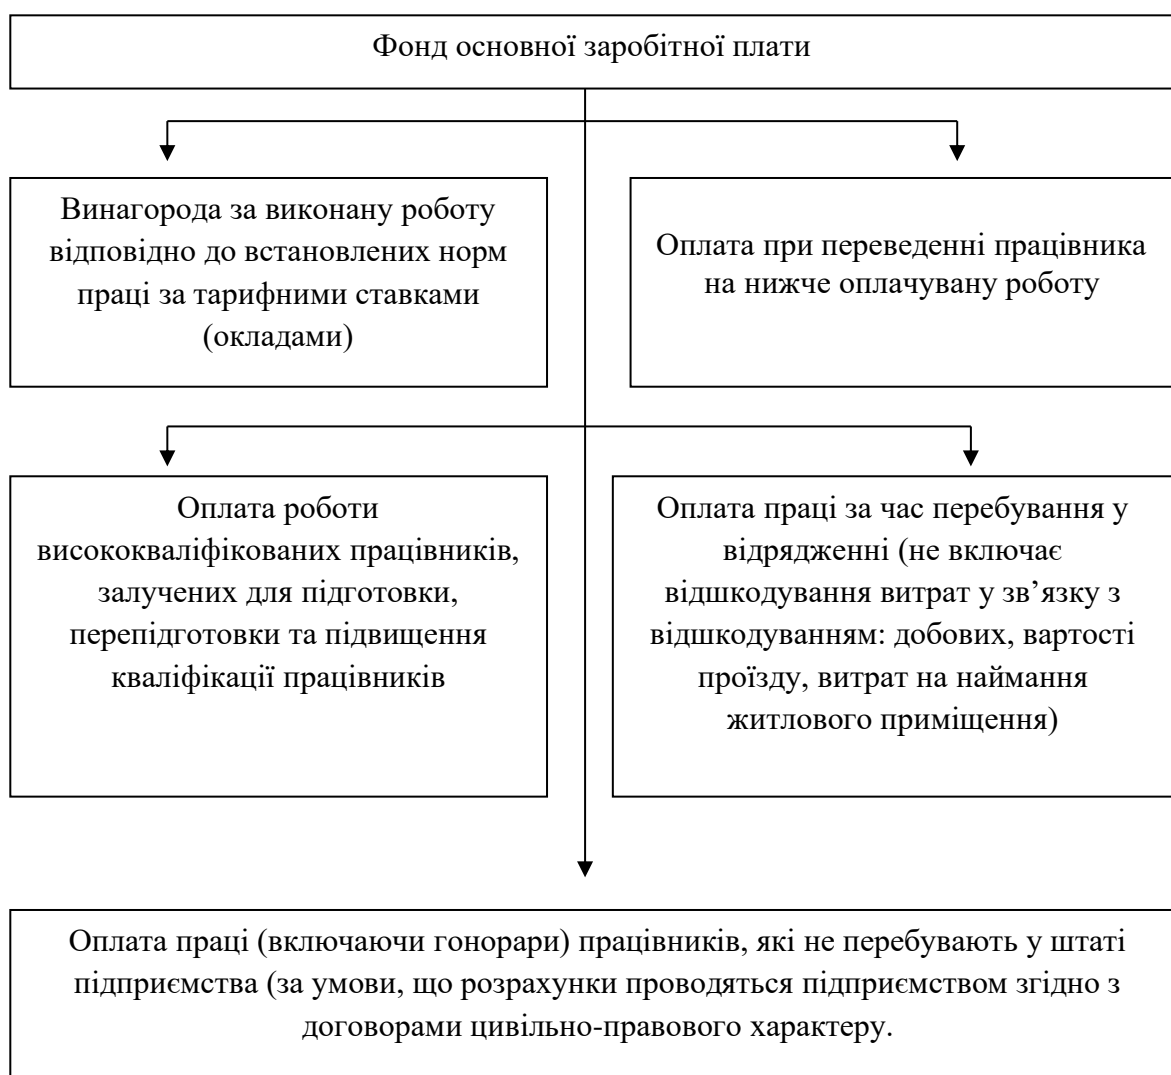 Фонд основної заробітної плати
Винагорода за виконану роботу
відповідно до встановлених норм
праці за тарифними ставками
(окладами)
Оплата при переведенні працівника
на нижче оплачувану роботу
Оплата роботи
висококваліфікованих працівників,
залучених для підготовки,
перепідготовки та підвищення
кваліфікації працівників
Оплата праці за час перебування у
відрядженні (не включає
відшкодування витрат у зв’язку з
відшкодуванням: добових, вартості
проїзду, витрат на наймання
житлового приміщення)
Оплата праці (включаючи гонорари) працівників, які не перебувають у штаті
підприємства (за умови, що розрахунки проводяться підприємством згідно з
договорами цивільно-правового характеру.